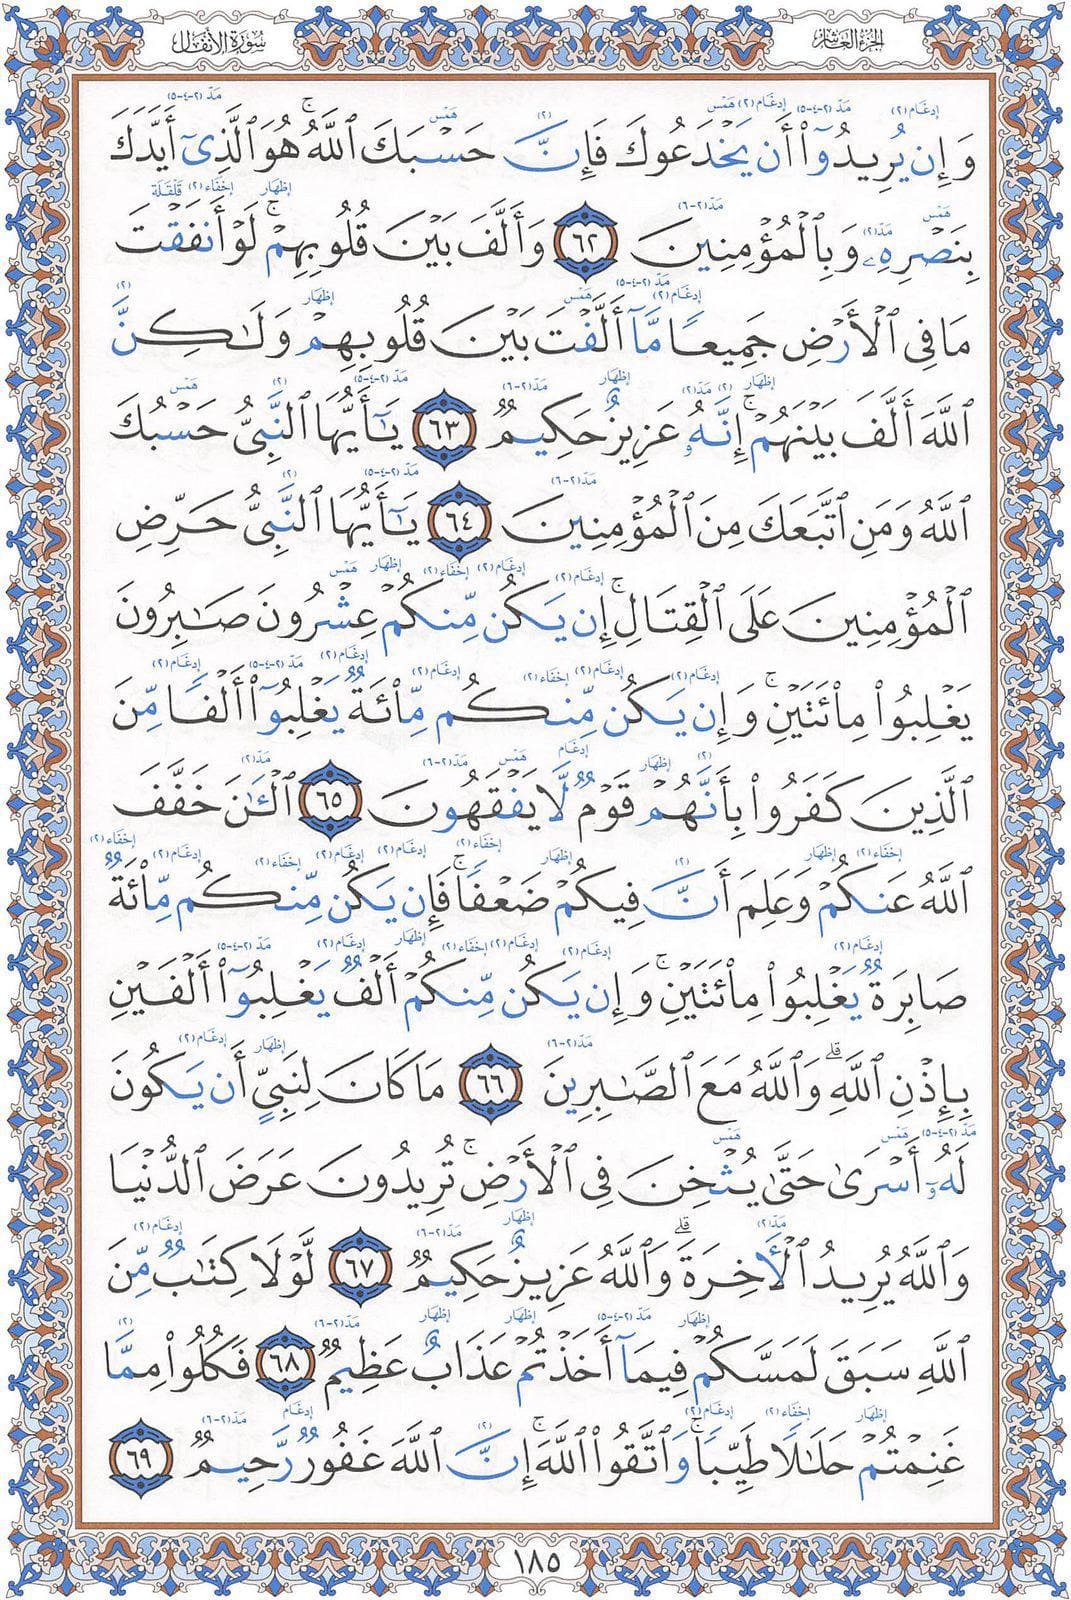 الجزء العاشر
سورة الأنفال
وَإِن يُرِيدُوٓا۟ أَن يَخْدَعُوكَ فَإِنَّ حَسْبَكَ ٱللَّهُ ۚ هُوَ ٱلَّذِىٓ أَيَّدَكَ
بِنَصْرِهِۦ وَبِٱلْمُؤْمِنِينَ ٦٢ وَأَلَّفَ بَيْنَ قُلُوبِهِمْ ۚ لَوْ أَنفَقْتَ
مَا فِى ٱلْأَرْضِ جَمِيعًا مَّآ أَلَّفْتَ بَيْنَ قُلُوبِهِمْ وَلَـٰكِنَّ
ٱللَّهَ أَلَّفَ بَيْنَهُمْ ۚ إِنَّهُۥ عَزِيزٌ حَكِيمٌ ٦٣ يَـٰٓأَيُّهَا ٱلنَّبِىُّ حَسْبُكَ
ٱللَّهُ وَمَنِ ٱتَّبَعَكَ مِنَ ٱلْمُؤْمِنِينَ ٦٤ يَـٰٓأَيُّهَا ٱلنَّبِىُّ حَرِّضِ
ٱلْمُؤْمِنِينَ عَلَى ٱلْقِتَالِ ۚ إِن يَكُن مِّنكُمْ عِشْرُونَ صَـٰبِرُونَ
يَغْلِبُوا۟ مِا۟ئَتَيْنِ ۚ وَإِن يَكُن مِّنكُم مِّا۟ئَةٌ يَغْلِبُوٓا۟ أَلْفًا مِّنَ
ٱلَّذِينَ كَفَرُوا۟ بِأَنَّهُمْ قَوْمٌ لَّا يَفْقَهُونَ ٦٥ ٱلْـَٔـٰنَ خَفَّفَ
ٱللَّهُ عَنكُمْ وَعَلِمَ أَنَّ فِيكُمْ ضَعْفًا ۚ فَإِن يَكُن مِّنكُم مِّا۟ئَةٌ
صَابِرَةٌ يَغْلِبُوا۟ مِا۟ئَتَيْنِ ۚ وَإِن يَكُن مِّنكُمْ أَلْفٌ يَغْلِبُوٓا۟ أَلْفَيْنِ
بِإِذْنِ ٱللَّهِ ۗ وَٱللَّهُ مَعَ ٱلصَّـٰبِرِينَ ٦٦ مَا كَانَ لِنَبِىٍّ أَن يَكُونَ
لَهُۥٓ أَسْرَىٰ حَتَّىٰ يُثْخِنَ فِى ٱلْأَرْضِ ۚ تُرِيدُونَ عَرَضَ ٱلدُّنْيَا
وَٱللَّهُ يُرِيدُ ٱلْـَٔاخِرَةَ ۗ وَٱللَّهُ عَزِيزٌ حَكِيمٌ ٦٧ لَّوْلَا كِتَـٰبٌ مِّنَ
ٱللَّهِ سَبَقَ لَمَسَّكُمْ فِيمَآ أَخَذْتُمْ عَذَابٌ عَظِيمٌ ٦٨ فَكُلُوا۟ مِمَّا
غَنِمْتُمْ حَلَـٰلًا طَيِّبًا ۚ وَٱتَّقُوا۟ ٱللَّهَ ۚ إِنَّ ٱللَّهَ غَفُورٌ رَّحِيمٌ ٦٩
١٨٥